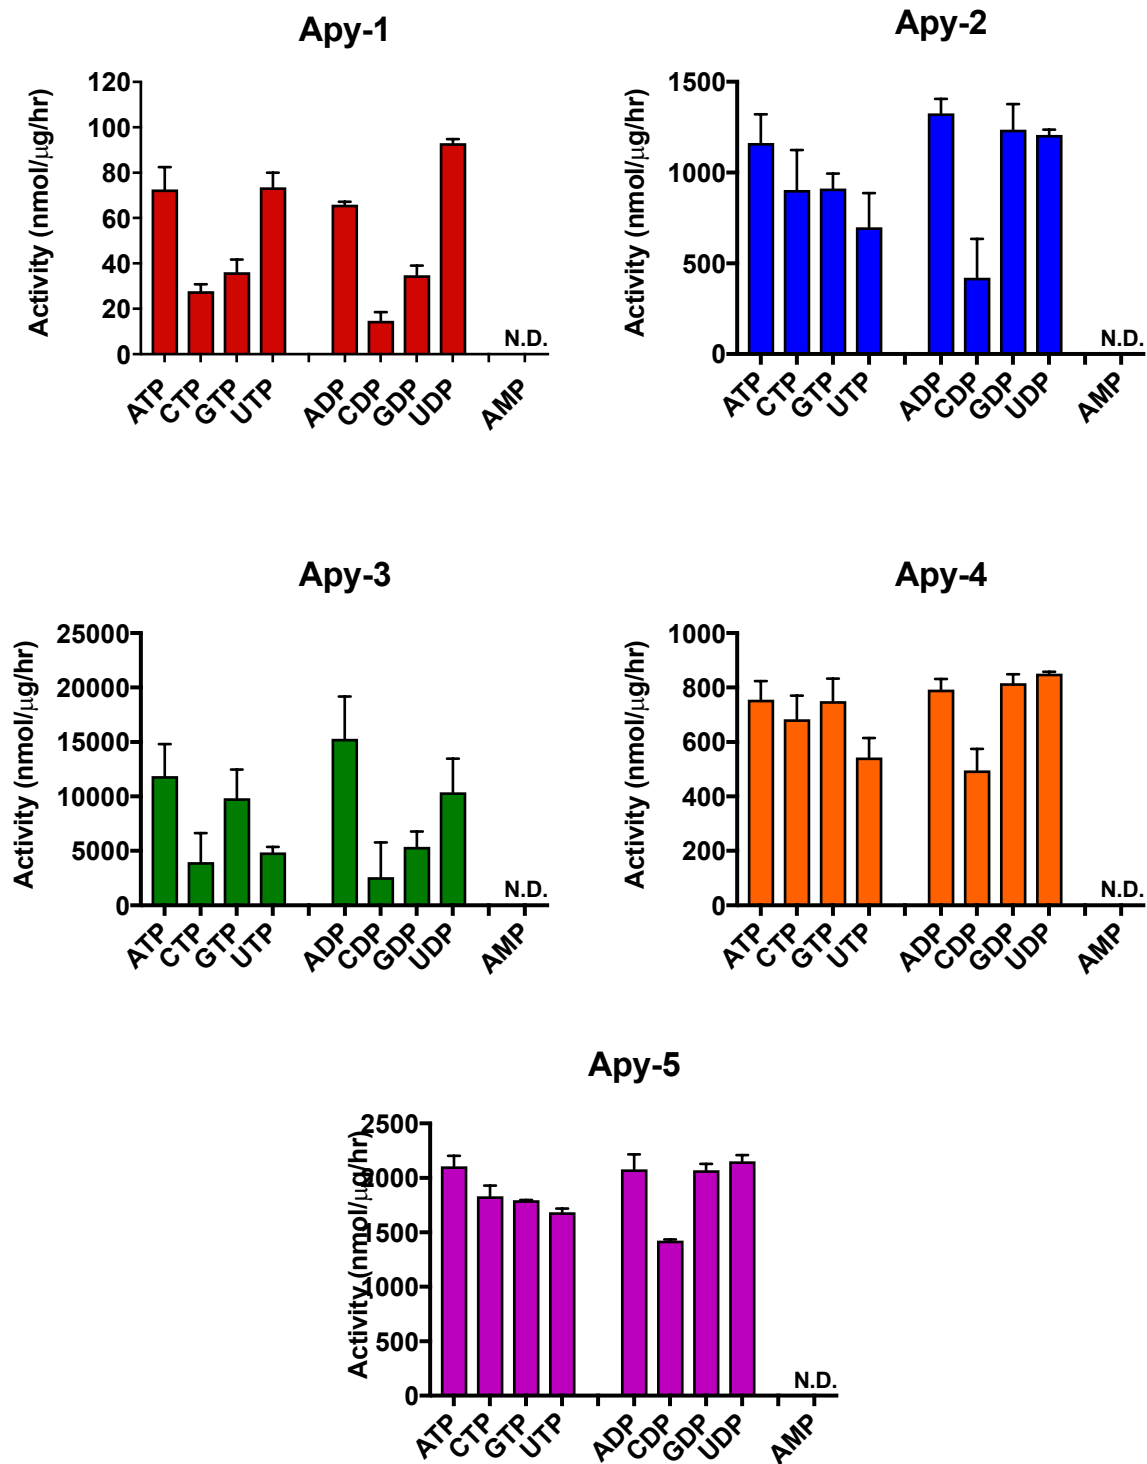 Apy-1
Activity (nmol/μg/hr)
120
100
80
60
40
20
0
N.D.
ATP CTP GTP UTP ADP CDP GDP UDP AMP
Apy-2
Activity (nmol/μg/hr)
1500
1000
500
0
N.D.
ATP CTP GTP UTP ADP CDP GDP UDP AMP
Apy-3
Activity (nmol/μg/hr)
25000
20000
15000
10000
5000
0
N.D.
ATP CTP GTP UTP ADP CDP GDP UDP AMP
Apy-4
Activity (nmol/μg/hr)
1000
800
600
400
200
0
N.D.
ATP CTP GTP UTP ADP CDP GDP UDP AMP
Apy-5
Activity (nmol/μg/hr)
2500
2000
1500
1000
500
0
N.D.
ATP CTP GTP UTP ADP CDP GDP UDP AMP